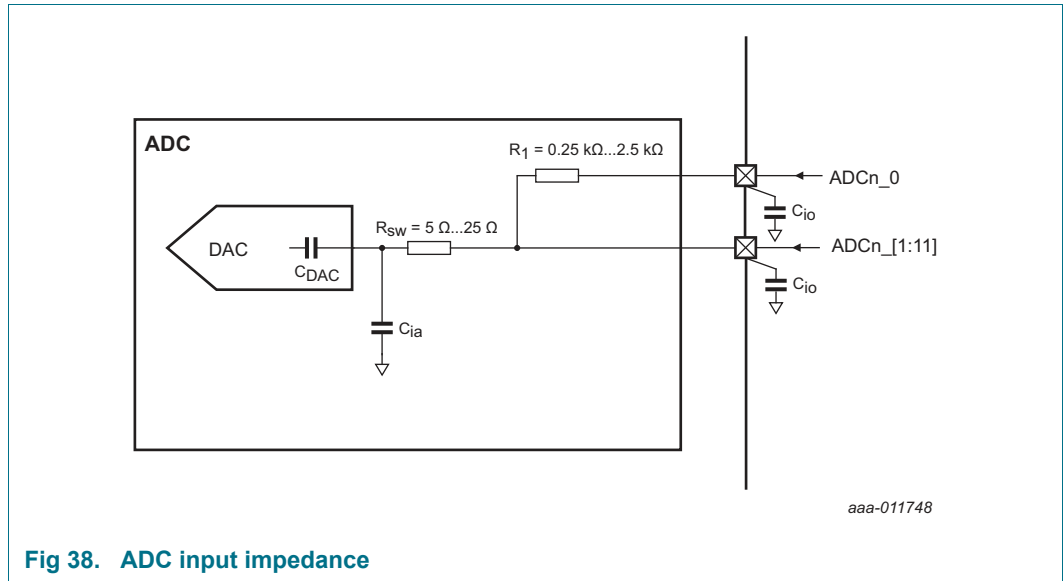 ADC
R1 = 0.25 kΩ...2.5 kΩ
ADCn_0
Cio
Rsw = 5 Ω...25 Ω
DAC
CDAC
ADCn_[1:11]
Cio
Cia
aaa-011748
Fig 38. ADC input impedance